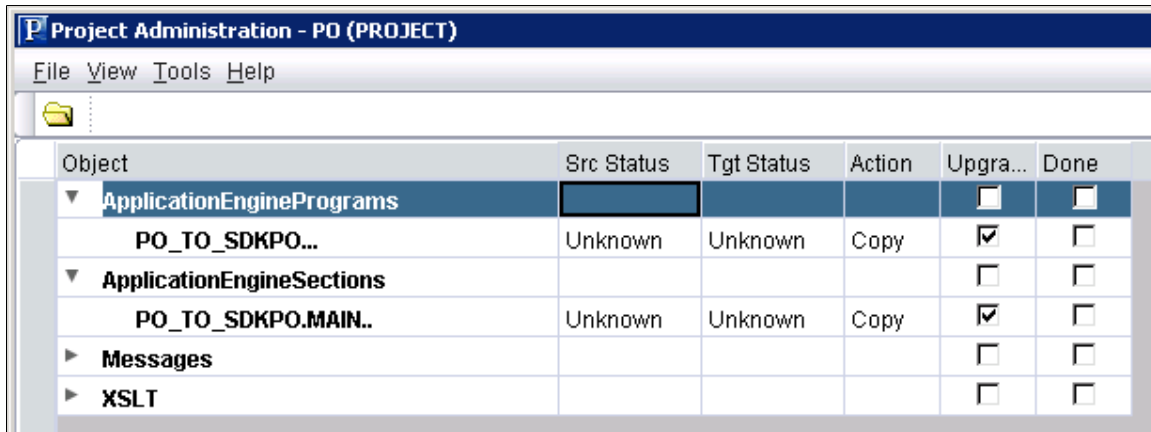 Project Administration - PO (PROJECT)
File View Tools Help
Object Src Status Tgt Status Action Upgra... Done
ApplicationEnginePrograms
PO_TO_SDKPO... Unknown Unknown Copy
ApplicationEngineSections
PO_TO_SDKPO.MAIN.. Unknown Unknown Copy
Messages
XSLT